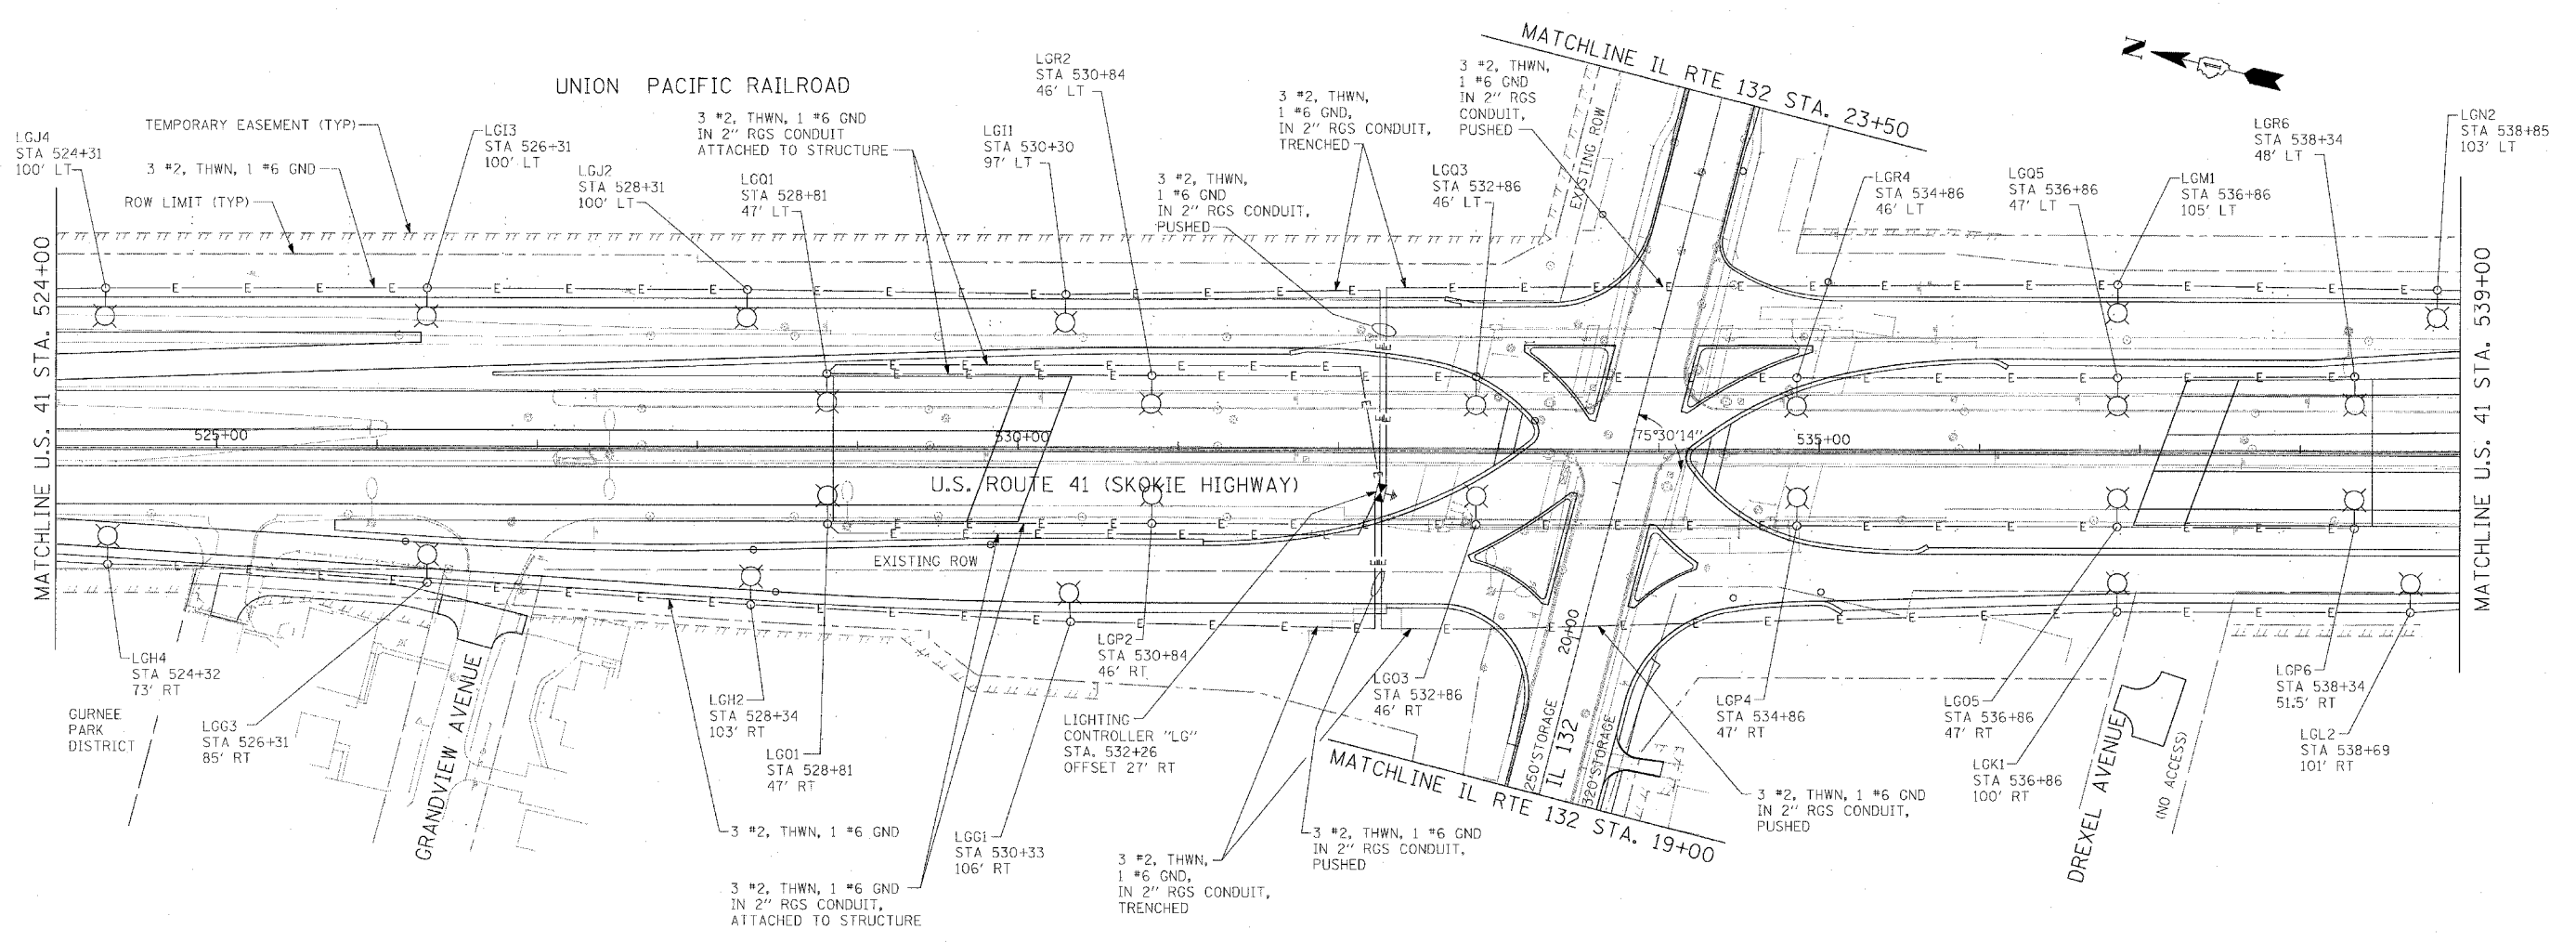 MATCHLINE IL RTE 132 STA. 23+50
N
UNION PACIFIC RAILROAD
LGJ4
STA 524+31
100' LT
TEMPORARY EASEMENT (TYP)
3 #2, THWN, 1 #6 GND
ROW LIMIT (TYP)
LGI3
STA 526+31
100' LT
LGJ2
STA 528+31
100' LT
3 #2, THWN, 1 #6 GND
IN 2" RGS CONDUIT
ATTACHED TO STRUCTURE
LGQ1
STA 528+81
47' LT
LGI1
STA 530+30
97' LT
LGR2
STA 530+84
46' LT
3 #2, THWN,
1 #6 GND
IN 2" RGS CONDUIT,
PUSHED
3 #2, THWN,
1 #6 GND,
IN 2" RGS CONDUIT,
TRENCHED
3 #2, THWN,
1 #6 GND
IN 2" RGS
CONDUIT,
PUSHED
LGQ3
STA 532+86
46' LT
EXISTING ROW
LGR4
STA 534+86
46' LT
LGQ5
STA 536+86
47' LT
LGM1
STA 536+86
105' LT
LGR6
STA 538+34
48' LT
LGN2
STA 538+85
103' LT
MATCHLINE U.S. 41 STA. 524+00
MATCHLINE U.S. 41 STA. 539+00
525+00
530+00
75°30'14"
535+00
U.S. ROUTE 41 (SKOKIE HIGHWAY)
EXISTING ROW
LGH4
STA 524+32
73' RT
GURNEE
PARK
DISTRICT
LGG3
STA 526+31
85' RT
GRANDVIEW AVENUE
LGH2
STA 528+34
103' RT
LGO1
STA 528+81
47' RT
3 #2, THWN, 1 #6 GND
3 #2, THWN, 1 #6 GND
IN 2" RGS CONDUIT,
ATTACHED TO STRUCTURE
LGG1
STA 530+33
106' RT
LGP2
STA 530+84
46' RT
LIGHTING
CONTROLLER "LG"
STA. 532+26
OFFSET 27' RT
3 #2, THWN,
1 #6 GND,
IN 2" RGS CONDUIT,
TRENCHED
3 #2, THWN, 1 #6 GND
IN 2" RGS CONDUIT,
PUSHED
LGO3
STA 532+86
46' RT
20+00
250'STORAGE
IL 132
320'STORAGE
MATCHLINE IL RTE 132 STA. 19+00
LGP4
STA 534+86
47' RT
3 #2, THWN, 1 #6 GND
IN 2" RGS CONDUIT,
PUSHED
LGO5
STA 536+86
47' RT
LGK1
STA 536+86
100' RT
DREXEL AVENUE
(NO ACCESS)
LGP6
STA 538+34
51.5' RT
LGL2
STA 538+69
101' RT